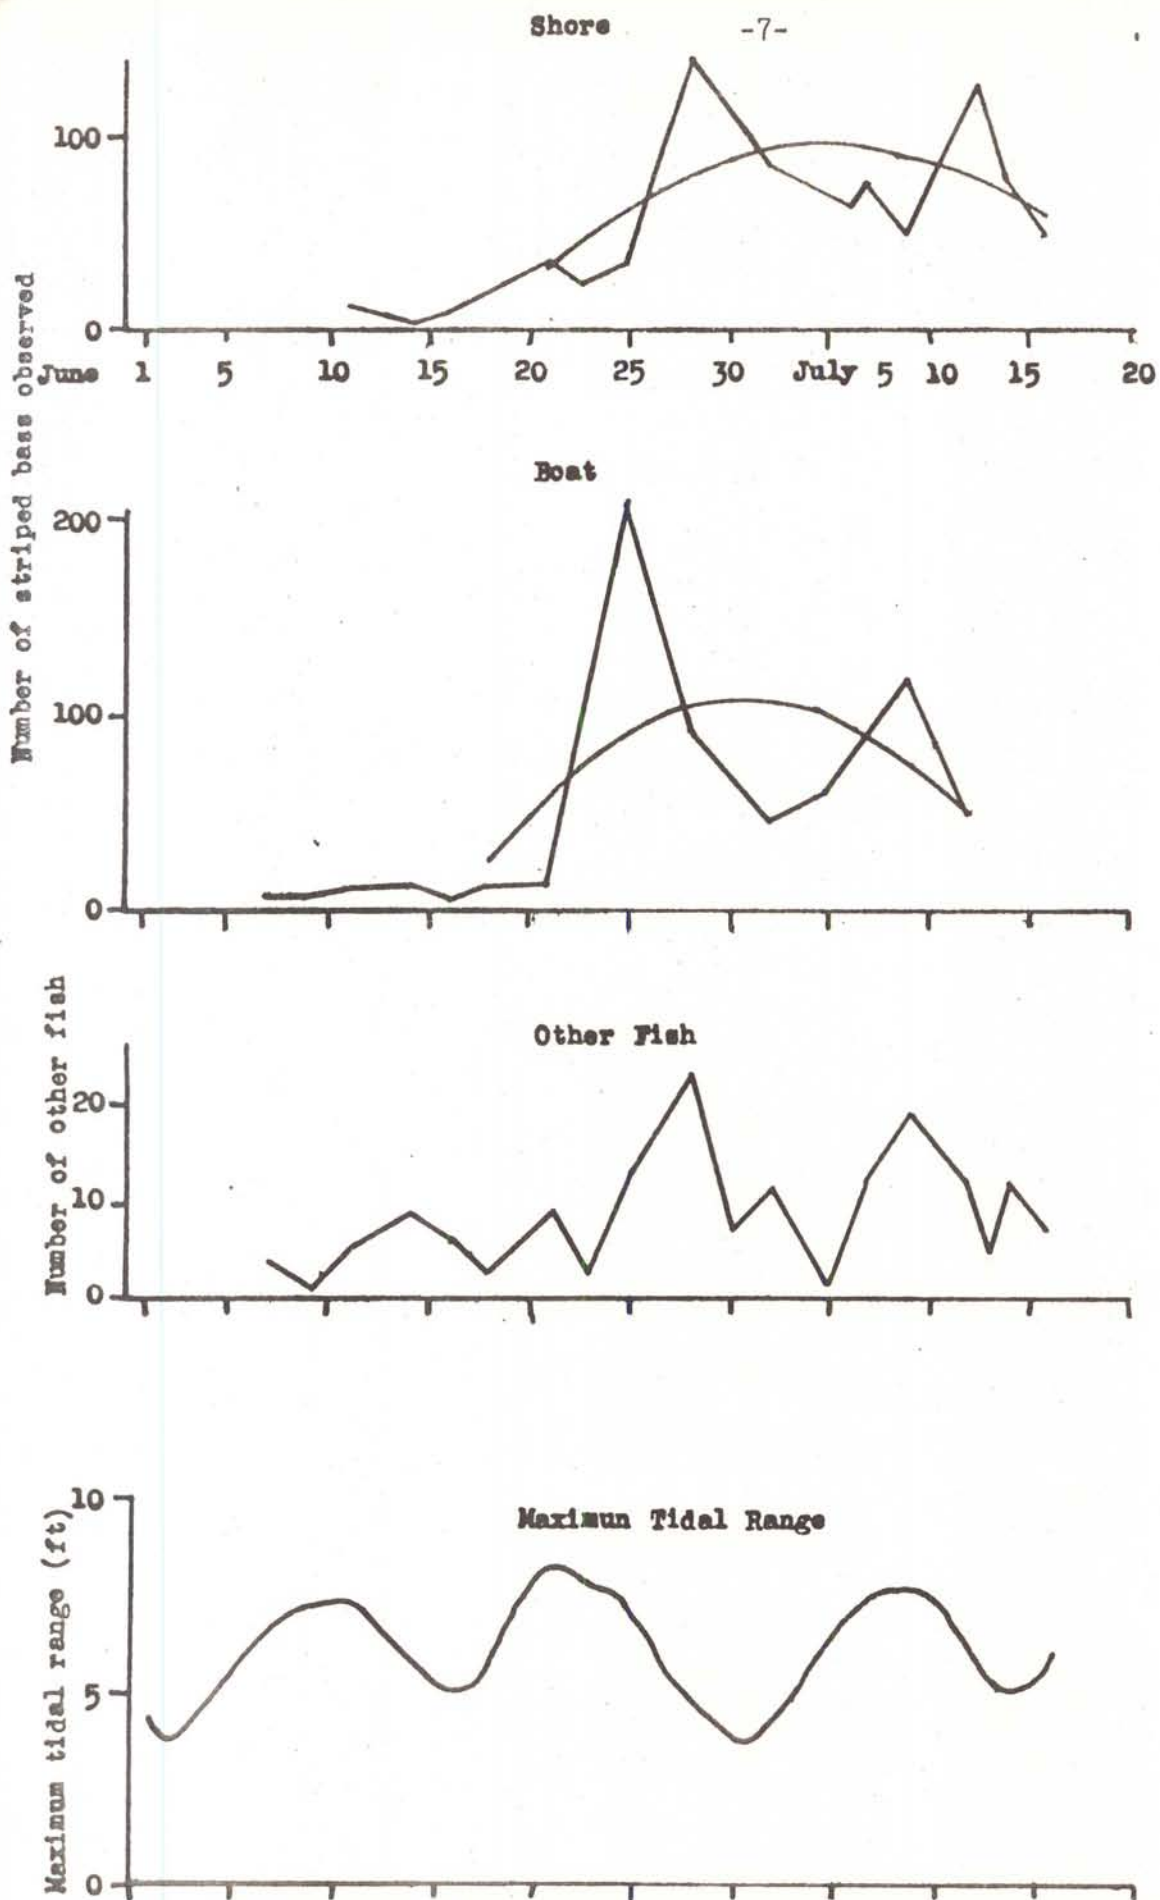 Shore -7-
Number of striped bass observed
100
0
June 1 5 10 15 20 25 30 July 5 10 15 20
Boat
200
100
0
Other Fish
Number of other fish
20
10
0
Maximun Tidal Range
Maximum tidal range (ft)
10
5
0